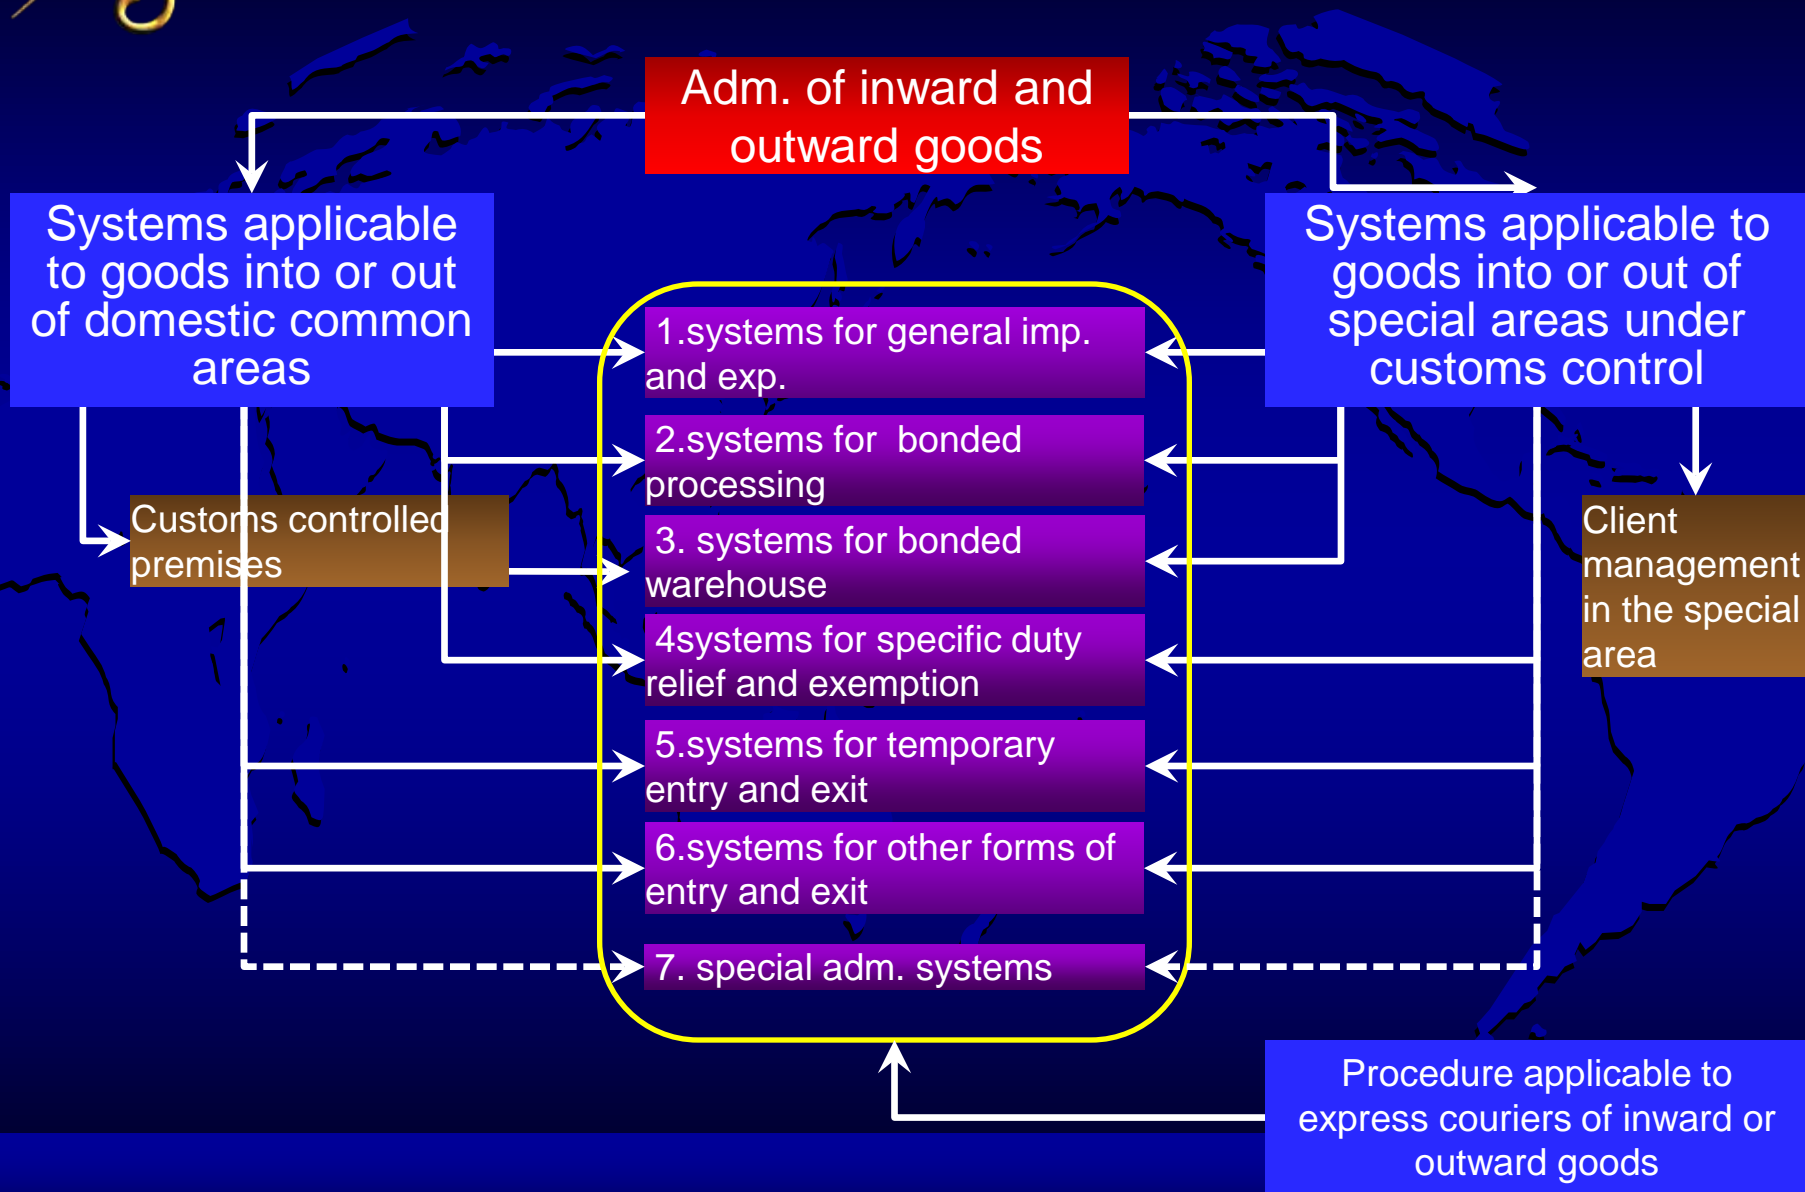 Adm. of inward and
outward goods
Systems applicable
to goods into or out
of domestic common
areas
Systems applicable to
goods into or out of
special areas under
customs control
1.systems for general imp.
and exp.
2.systems for bonded
processing
Customs controlled
premises
3. systems for bonded
warehouse
Client
management
in the special
area
4systems for specific duty
relief and exemption
5.systems for temporary
entry and exit
6.systems for other forms of
entry and exit
7. special adm. systems
Procedure applicable to
express couriers of inward or
outward goods